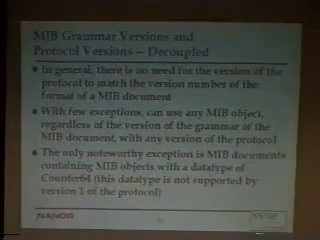 MIB Grammar Versions and
Protocol Versions – Decoupled
● In general, there is no need for the version of the
protocol to match the version number of the
format of a MIB document
● With few exceptions, can use any MIB object,
regardless of the version of the grammar of the
MIB document, with any version of the protocol
● The only noteworthy exception is MIB documents
containing MIB objects with a datatype of
Counter64 (this datatype is not supported by
version 1 of the protocol)
NANOG
SNMP